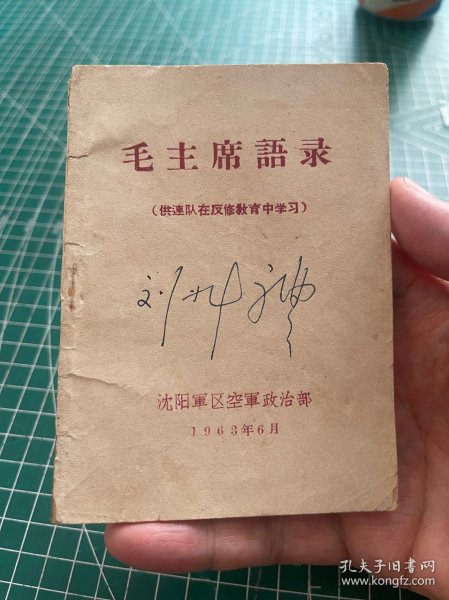 毛主席語录
(供連队在反修敎育中学习)
沈阳軍区空軍政治部
1963年6月
孔夫子旧书网
www.kongfz.com